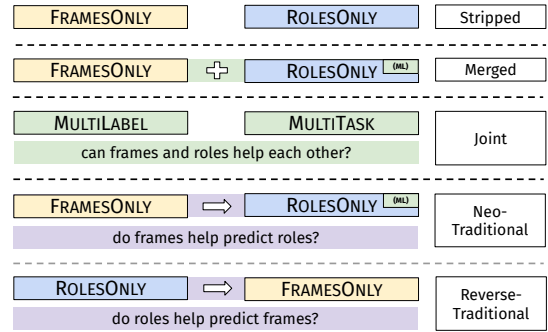 FRAMESONLY ROLESONLY Stripped
FRAMESONLY + ROLESONLY (ML) Merged
MULTILABEL MULTITASK Joint
can frames and roles help each other?
FRAMESONLY ⇨ ROLESONLY (ML) Neo-
Traditional
do frames help predict roles?
ROLESONLY ⇨ FRAMESONLY Reverse-
Traditional
do roles help predict frames?